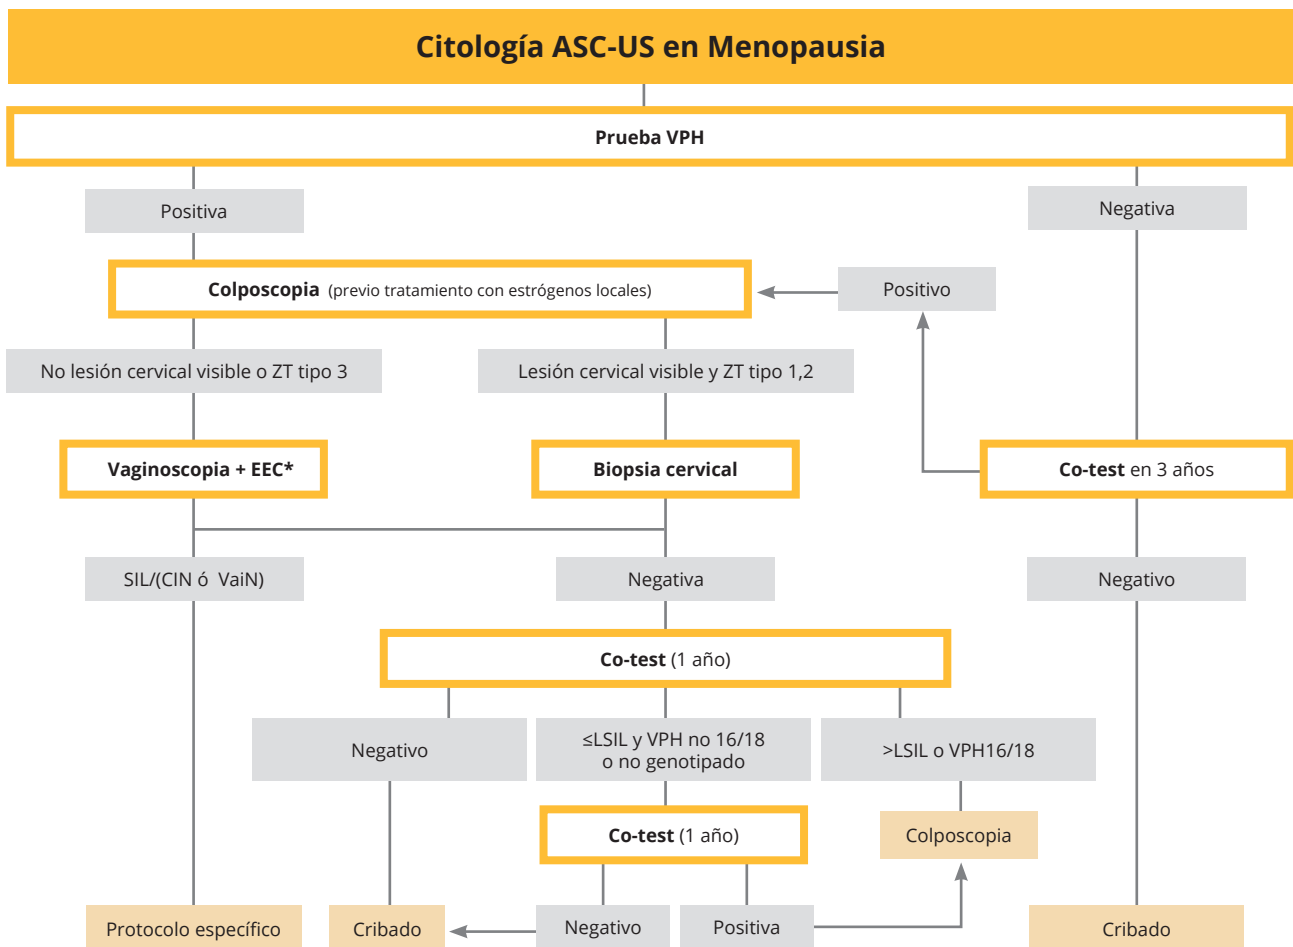 Citología ASC-US en Menopausia
Prueba VPH
Positiva
Negativa
Colposcopia (previo tratamiento con estrógenos locales)
Positivo
No lesión cervical visible o ZT tipo 3
Lesión cervical visible y ZT tipo 1,2
Vaginoscopia + EEC*
Biopsia cervical
Co-test en 3 años
SIL/(CIN ó VaiN)
Negativa
Negativo
Co-test (1 año)
Negativo
≤LSIL y VPH no 16/18
o no genotipado
>LSIL o VPH16/18
Co-test (1 año)
Colposcopia
Protocolo específico
Cribado
Negativo
Positiva
Cribado